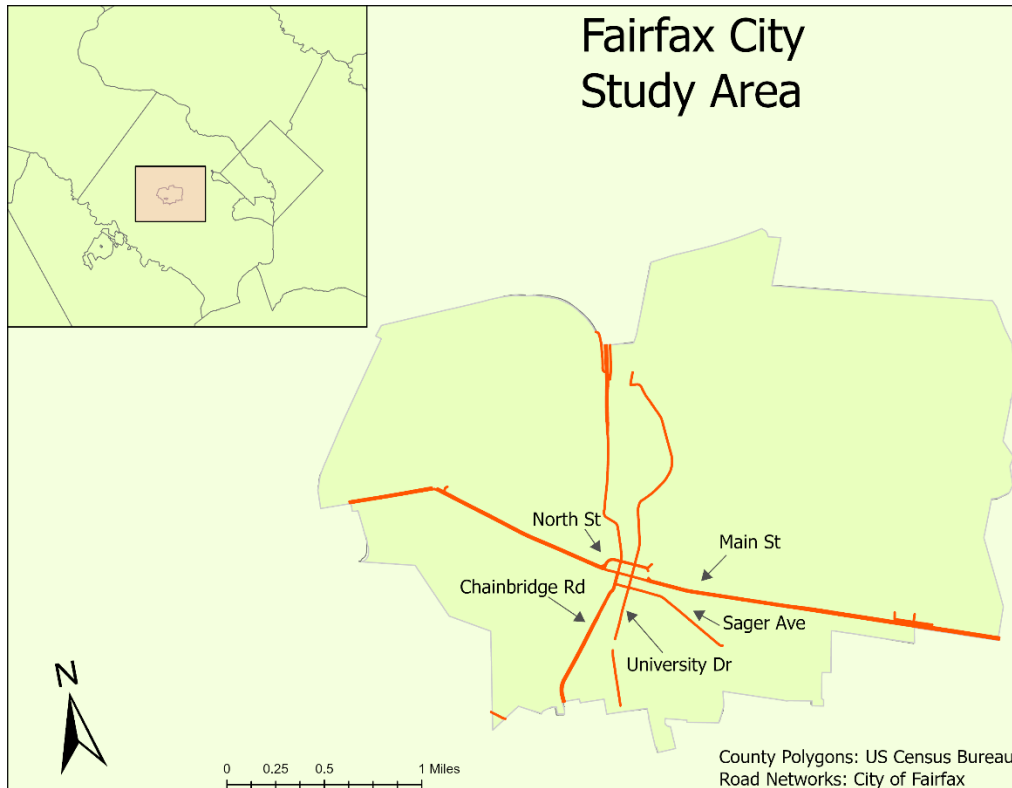 Fairfax City
Study Area
North St
Main St
Chainbridge Rd
Sager Ave
University Dr
N
0 0.25 0.5 1 Miles
County Polygons: US Census Bureau
Road Networks: City of Fairfax